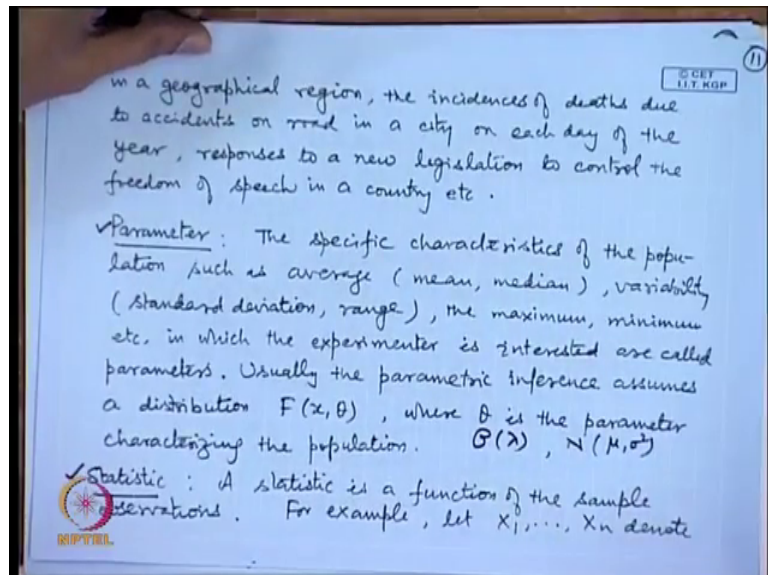 11
© CET
I.I.T. KGP
in a geographical region, the incidences of deaths due
to accidents on road in a city on each day of the
year, responses to a new legislation to control the
freedom of speech in a country etc.
✓Parameter: The specific characteristics of the popu-
lation such as average (mean, median), variability
(standard deviation, range), the maximum, minimum
etc. in which the experimenter is interested are called
parameters. Usually the parametric inference assumes
a distribution F(x, θ), where θ is the parameter
characterizing the population. P(λ), N(μ, σ²)
✓Statistic: A statistic is a function of the sample
observations. For example, let X₁, ..., Xn denote
NPTEL